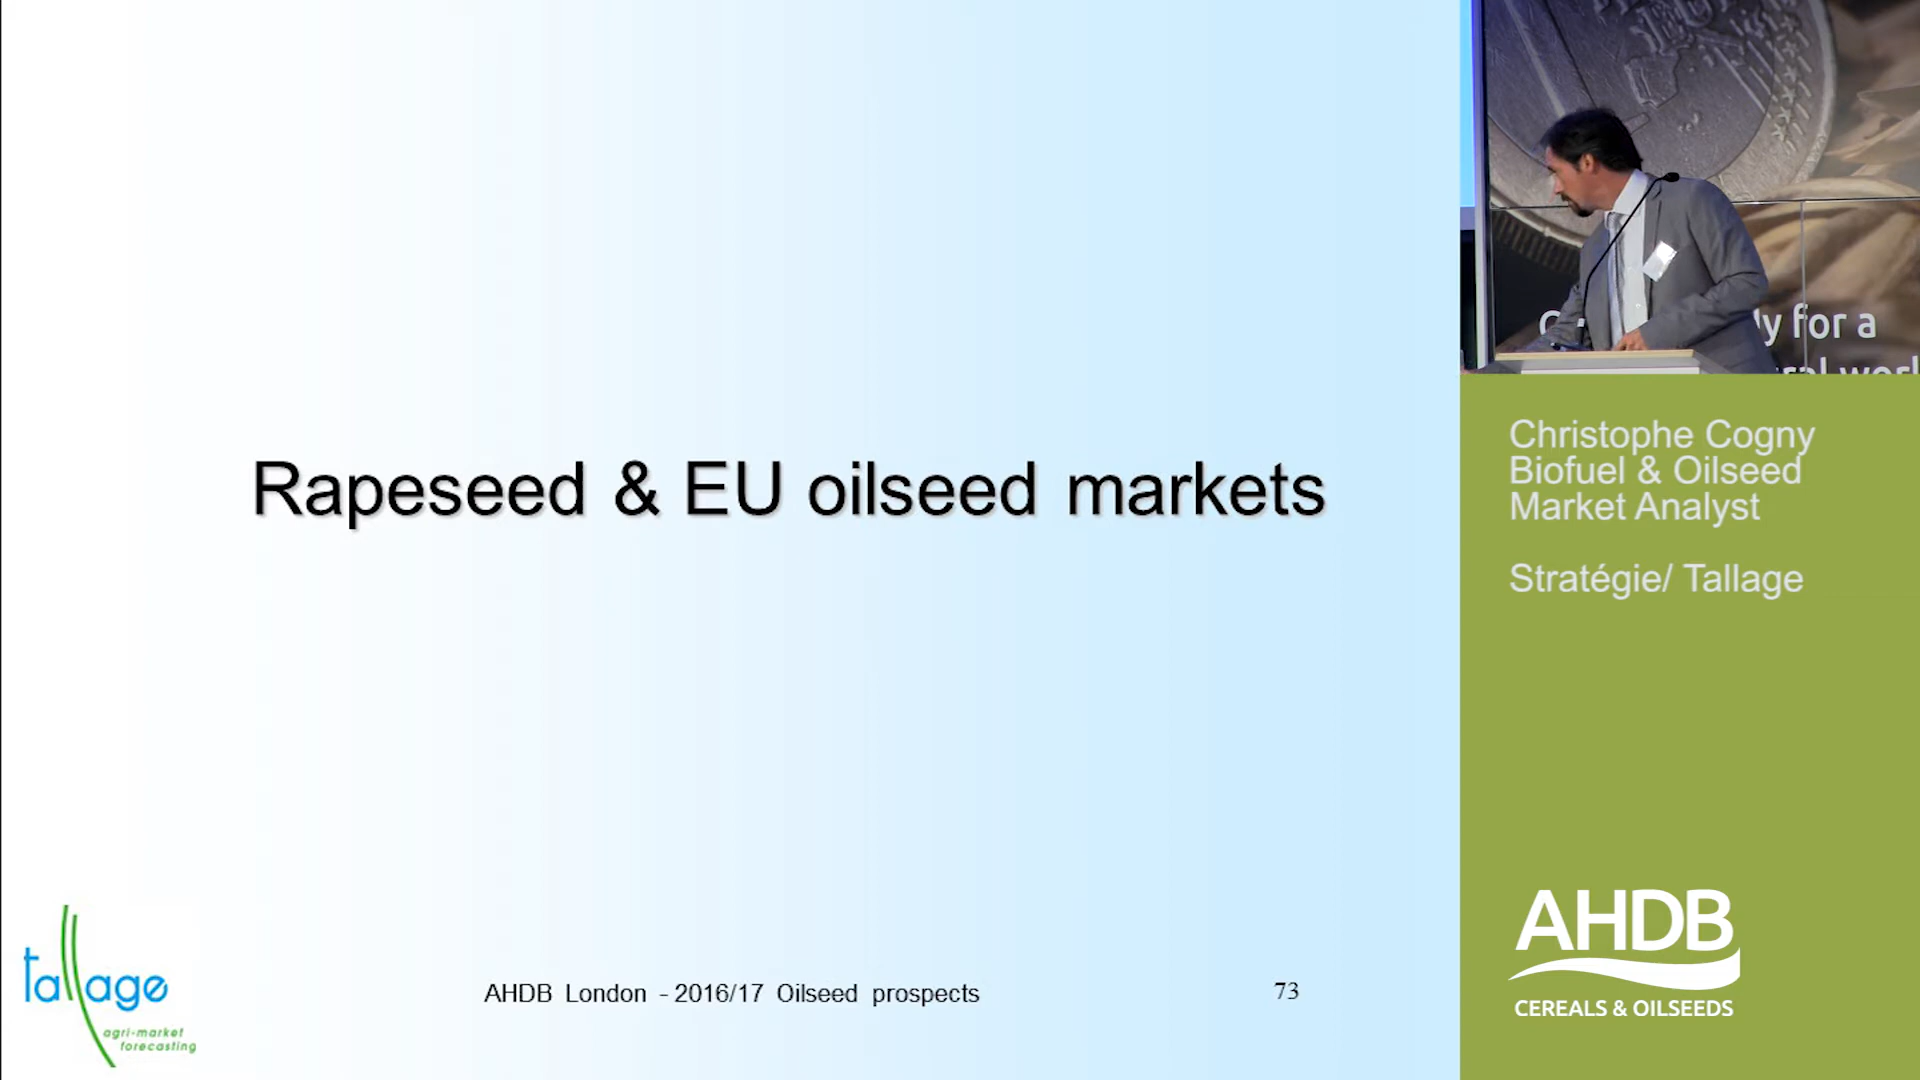 Rapeseed & EU oilseed markets
tallage
agri-market
forecasting
AHDB London - 2016/17 Oilseed prospects
73
y for a
Christophe Cogny
Biofuel & Oilseed
Market Analyst
Stratégie/ Tallage
AHDB
CEREALS & OILSEEDS